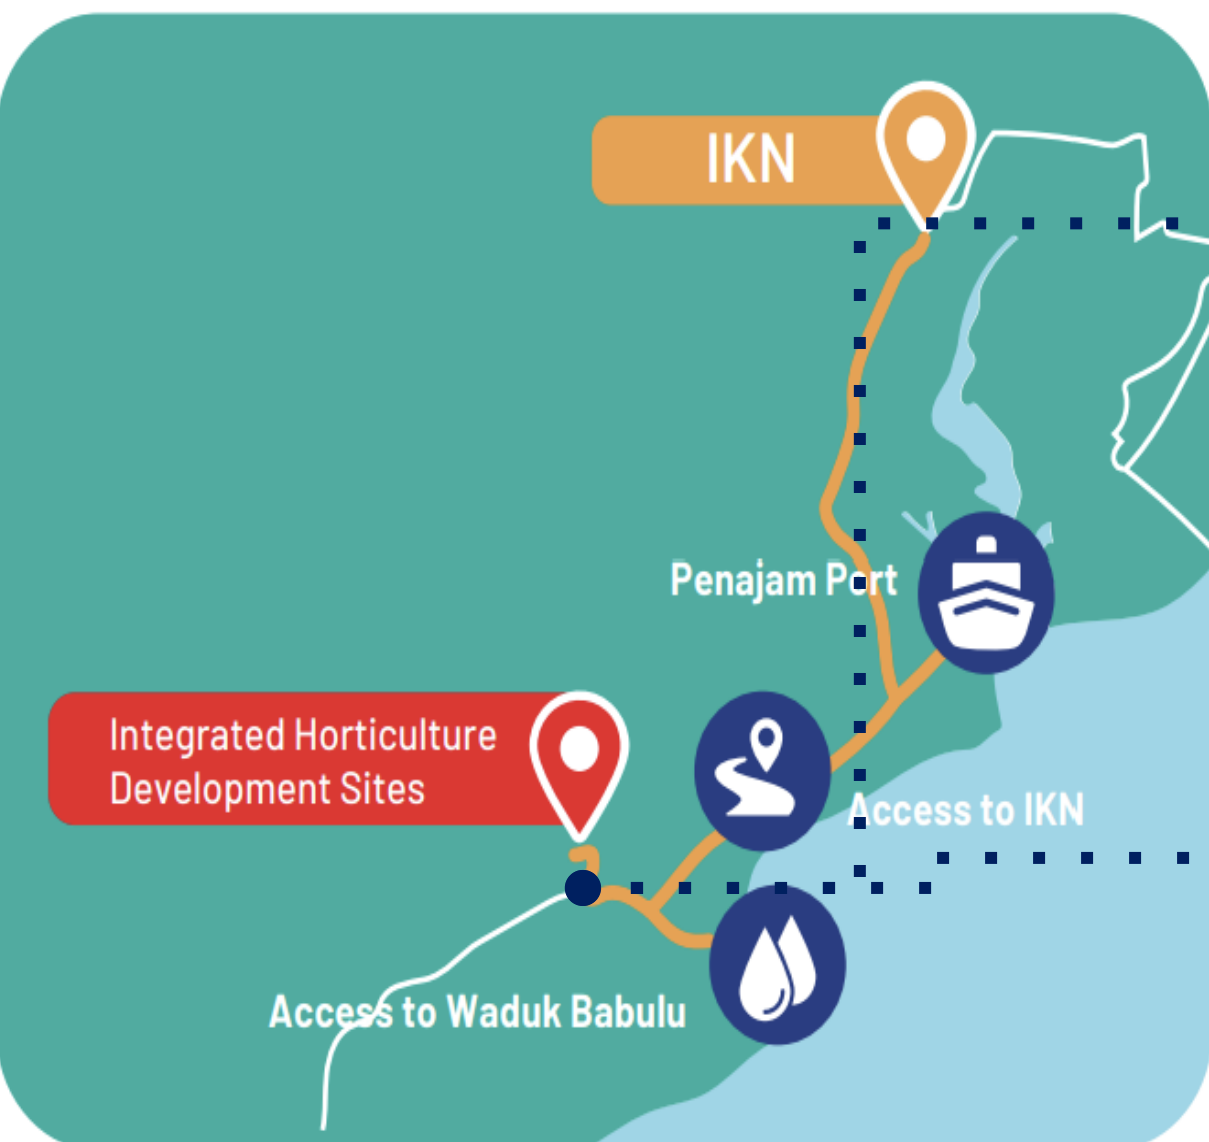 IKN
Penajam Port
Integrated Horticulture
Development Sites
Access to IKN
Access to Waduk Babulu